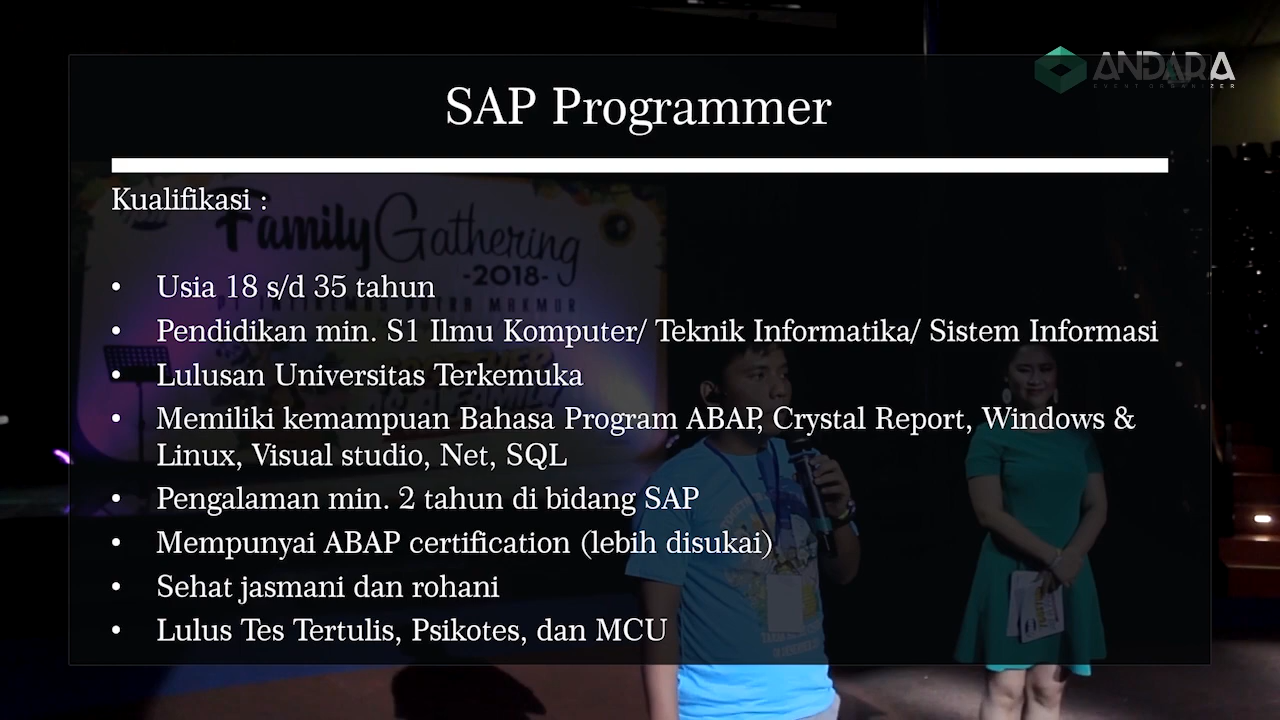 ANDARA
EVENT ORGANIZER
SAP Programmer
Kualifikasi :
Family Gathering
-2018-
• Usia 18 s/d 35 tahun
• Pendidikan min. S1 Ilmu Komputer/ Teknik Informatika/ Sistem Informasi
• Lulusan Universitas Terkemuka
• Memiliki kemampuan Bahasa Program ABAP, Crystal Report, Windows &
Linux, Visual studio, Net, SQL
• Pengalaman min. 2 tahun di bidang SAP
• Mempunyai ABAP certification (lebih disukai)
• Sehat jasmani dan rohani
• Lulus Tes Tertulis, Psikotes, dan MCU